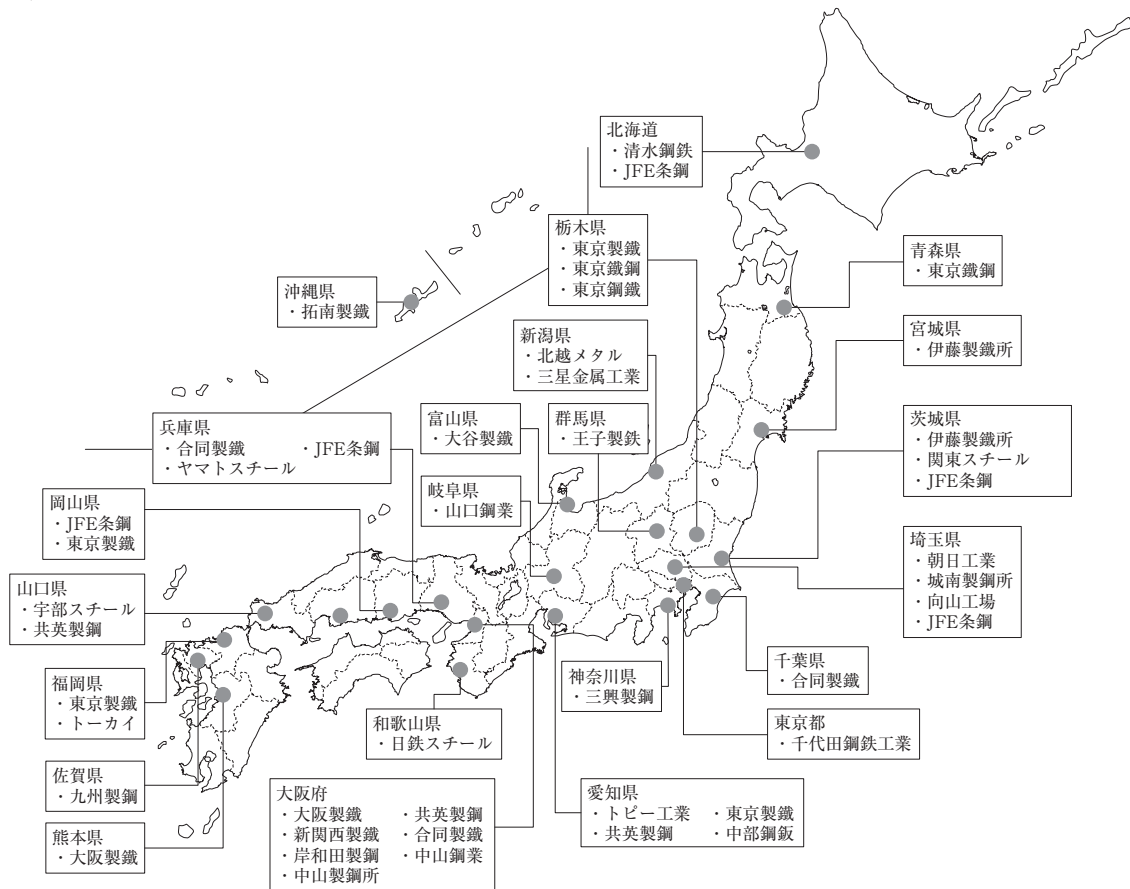 北海道
・清水鋼鉄
・JFE条鋼
栃木県
・東京製鐵
・東京鐵鋼
・東京鋼鐵
青森県
・東京鐵鋼
沖縄県
・拓南製鐵
宮城県
・伊藤製鐵所
新潟県
・北越メタル
・三星金属工業
富山県
・大谷製鐵
群馬県
・王子製鉄
茨城県
・伊藤製鐵所
・関東スチール
・JFE条鋼
兵庫県
・合同製鐵 ・JFE条鋼
・ヤマトスチール
岐阜県
・山口鋼業
岡山県
・JFE条鋼
・東京製鐵
埼玉県
・朝日工業
・城南製鋼所
・向山工場
・JFE条鋼
山口県
・宇部スチール
・共英製鋼
千葉県
・合同製鐵
神奈川県
・三興製鋼
福岡県
・東京製鐵
・トーカイ
和歌山県
・日鉄スチール
東京都
・千代田鋼鉄工業
佐賀県
・九州製鋼
大阪府
・大阪製鐵 ・共英製鋼
・新関西製鐵 ・合同製鐵
・岸和田製鋼 ・中山鋼業
・中山製鋼所
愛知県
・トピー工業 ・東京製鐵
・共英製鋼 ・中部鋼鈑
熊本県
・大阪製鐵